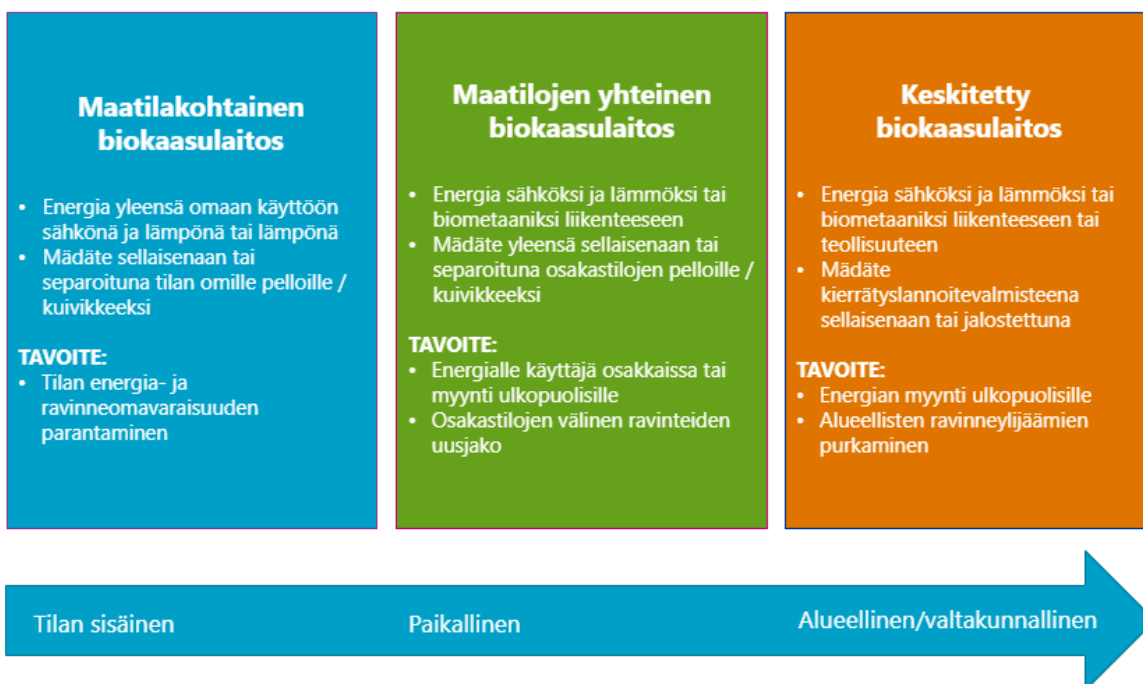 Maatilakohtainen
biokaasulaitos
• Energia yleensä omaan käyttöön
sähkönä ja lämpönä tai lämpönä
• Mädäte sellaisenaan tai
separoituna tilan omille pelloille /
kuivikkeeksi
TAVOITE:
• Tilan energia- ja
ravinneomavaraisuuden
parantaminen
Maatilojen yhteinen
biokaasulaitos
• Energia sähköksi ja lämmöksi tai
biometaaniksi liikenteeseen
• Mädäte yleensä sellaisenaan tai
separoituna osakastilojen pelloille /
kuivikkeeksi
TAVOITE:
• Energialle käyttäjä osakkaissa tai
myynti ulkopuolisille
• Osakastilojen välinen ravinteiden
uusjako
Keskitetty
biokaasulaitos
• Energia sähköksi ja lämmöksi tai
biometaaniksi liikenteeseen tai
teollisuuteen
• Mädäte
kierrätyslannoitevalmisteena
sellaisenaan tai jalostettuna
TAVOITE:
• Energian myynti ulkopuolisille
• Alueellisten ravinneylijäämien
purkaminen
Tilan sisäinen
Paikallinen
Alueellinen/valtakunnallinen